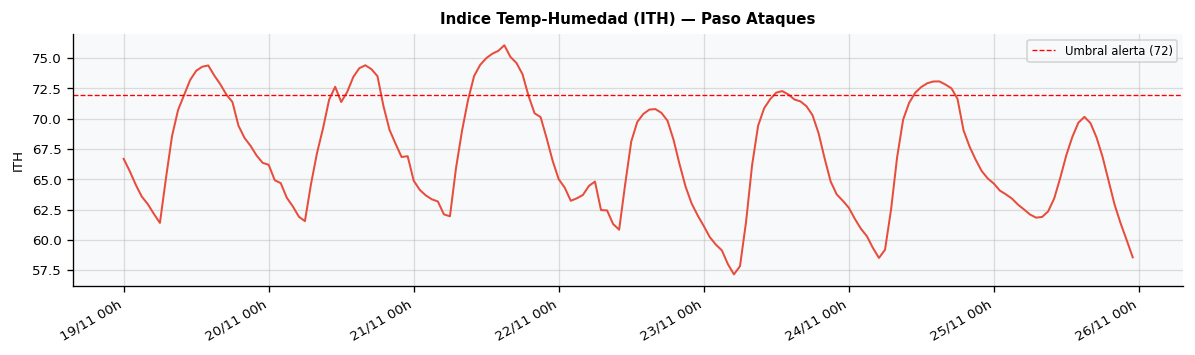 Indice Temp-Humedad (ITH) — Paso Ataques
Umbral alerta (72)
ITH
75.0
72.5
70.0
67.5
65.0
62.5
60.0
57.5
19/11 00h
20/11 00h
21/11 00h
22/11 00h
23/11 00h
24/11 00h
25/11 00h
26/11 00h